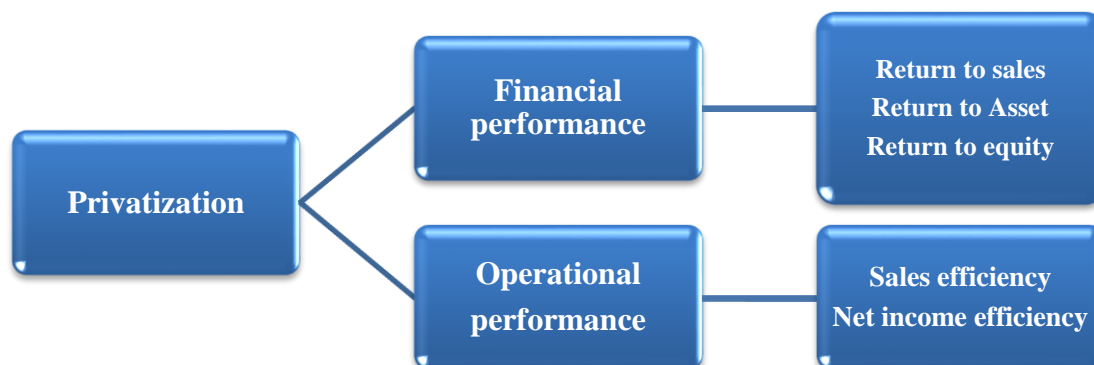 Privatization
Financial
performance
Return to sales
Return to Asset
Return to equity
Operational
performance
Sales efficiency
Net income efficiency